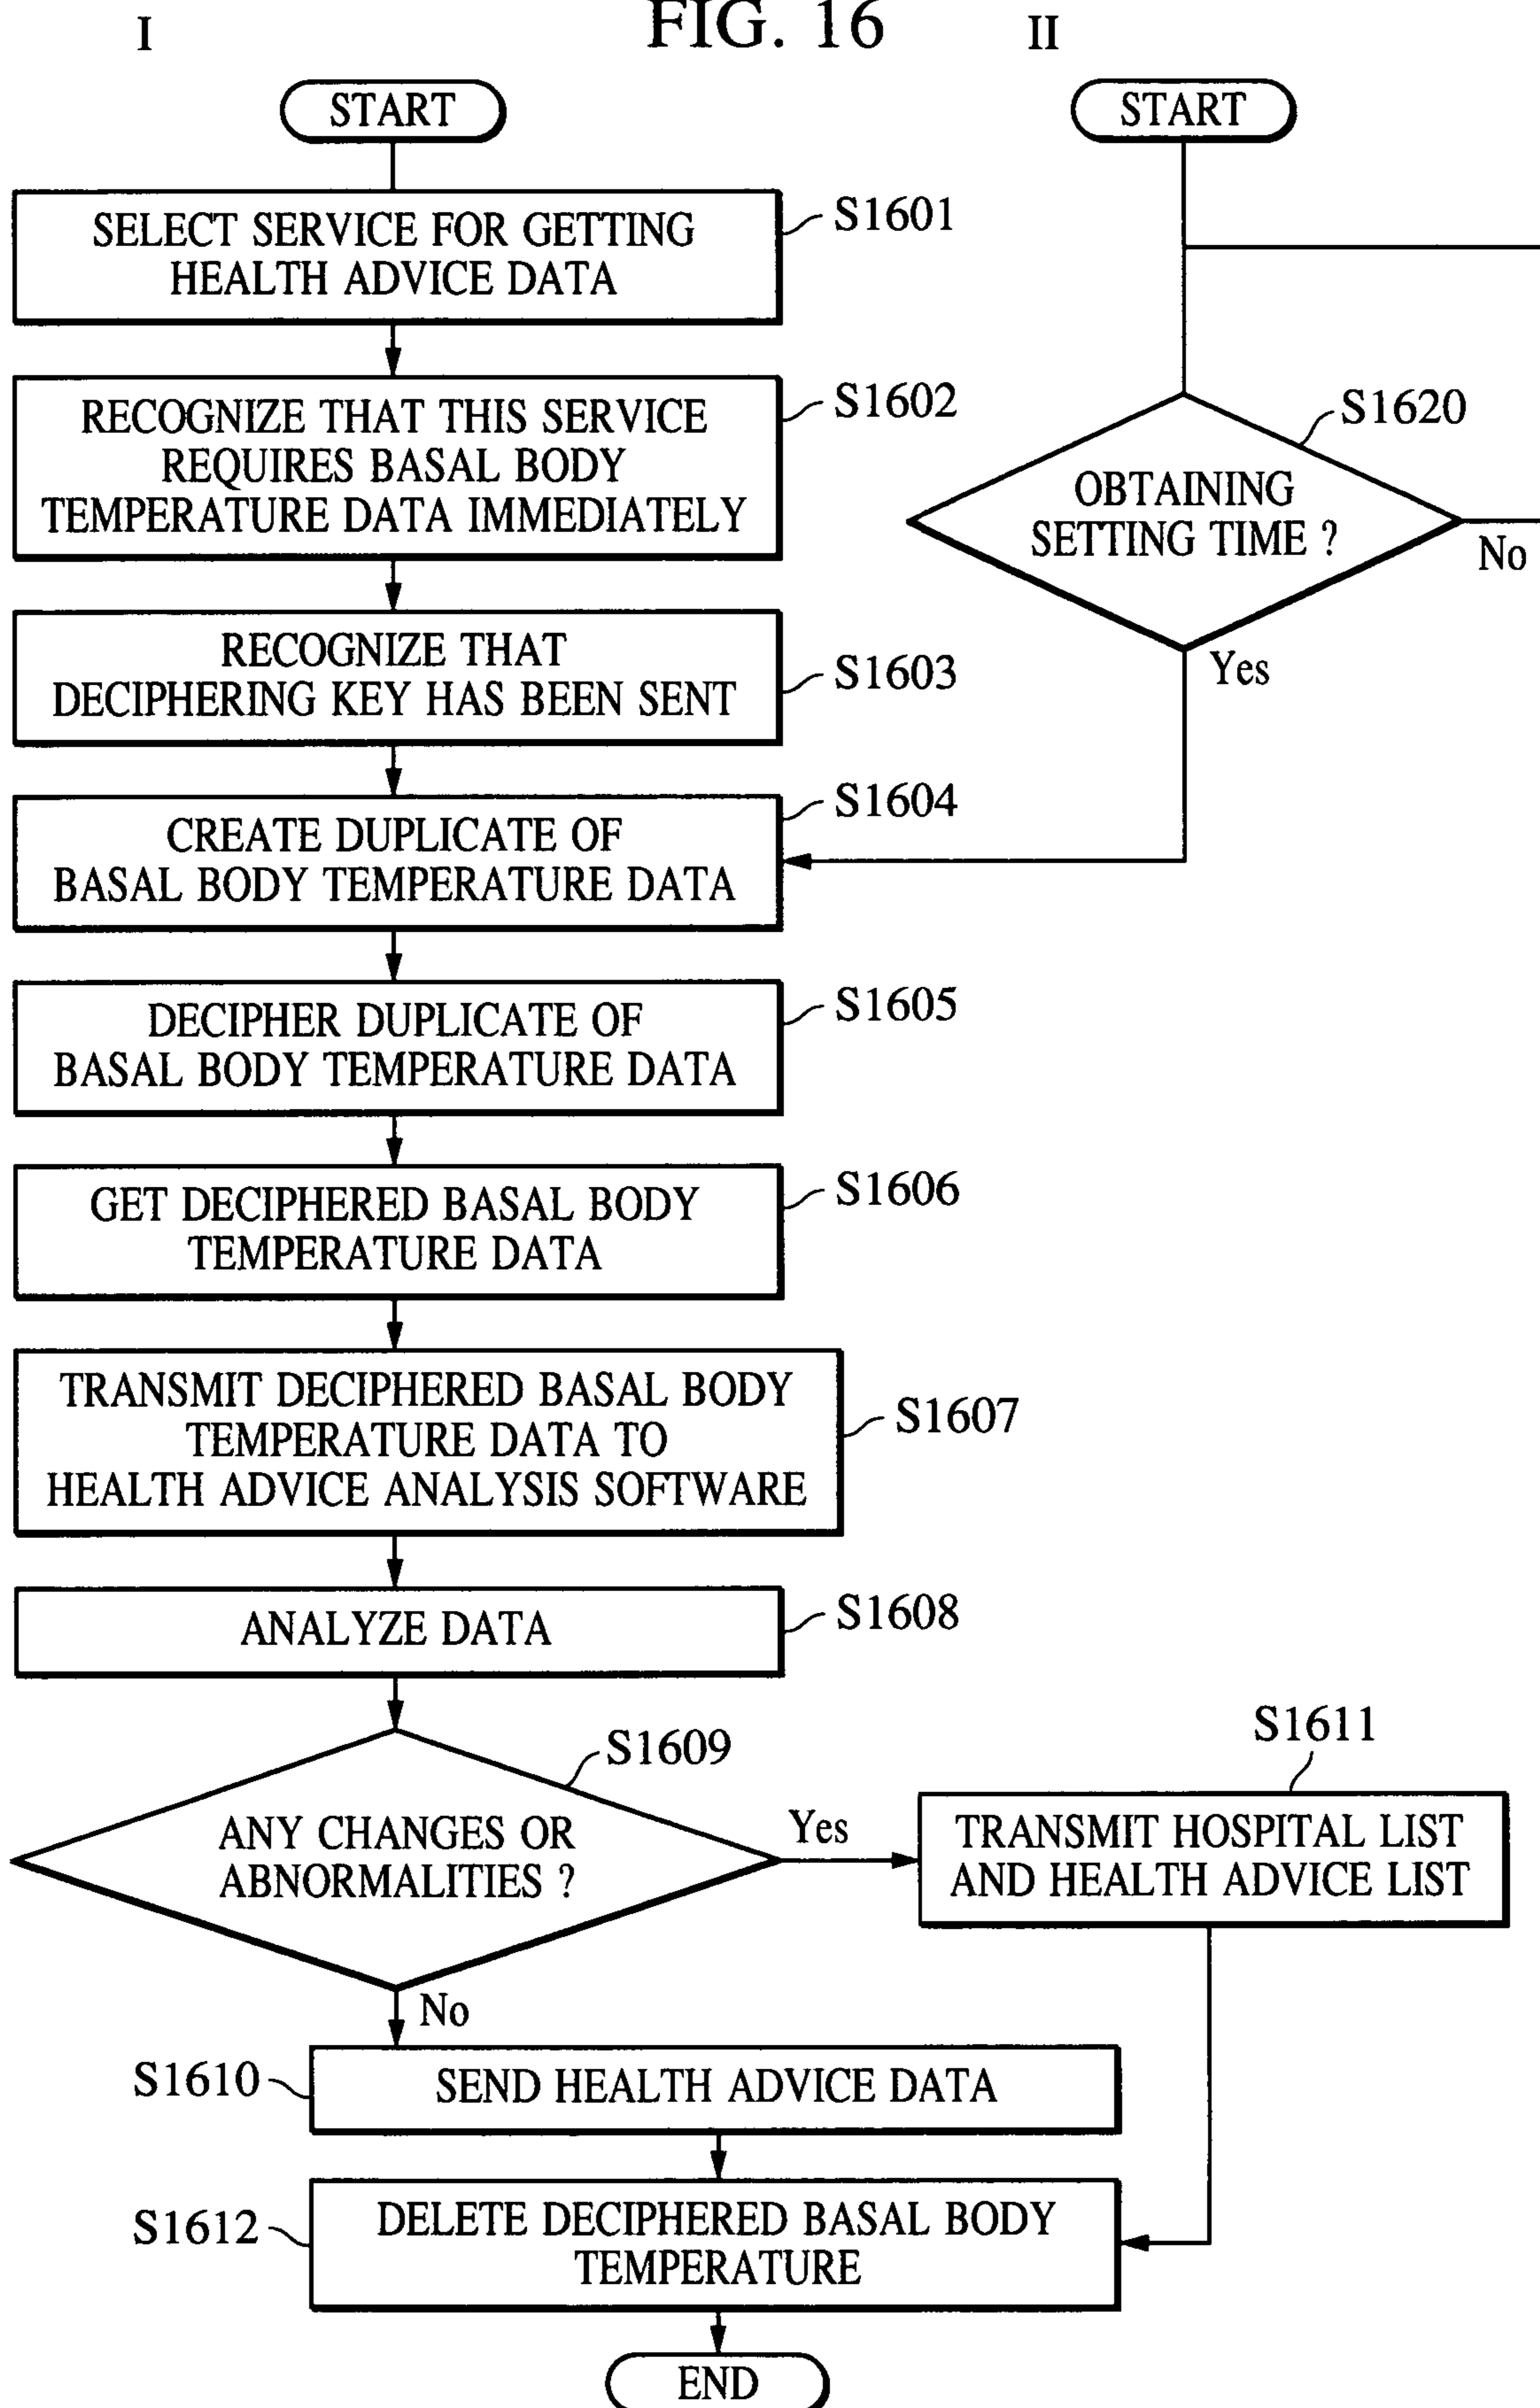 FIG. 16
I
II
START
START
SELECT SERVICE FOR GETTING
HEALTH ADVICE DATA
S1601
RECOGNIZE THAT THIS SERVICE
REQUIRES BASAL BODY
TEMPERATURE DATA IMMEDIATELY
S1602
S1620
OBTAINING
SETTING TIME ?
No
Yes
RECOGNIZE THAT
DECIPHERING KEY HAS BEEN SENT
S1603
CREATE DUPLICATE OF
BASAL BODY TEMPERATURE DATA
S1604
DECIPHER DUPLICATE OF
BASAL BODY TEMPERATURE DATA
S1605
GET DECIPHERED BASAL BODY
TEMPERATURE DATA
S1606
TRANSMIT DECIPHERED BASAL BODY
TEMPERATURE DATA TO
HEALTH ADVICE ANALYSIS SOFTWARE
S1607
ANALYZE DATA
S1608
S1609
ANY CHANGES OR
ABNORMALITIES ?
Yes
S1611
TRANSMIT HOSPITAL LIST
AND HEALTH ADVICE LIST
No
S1610
SEND HEALTH ADVICE DATA
S1612
DELETE DECIPHERED BASAL BODY
TEMPERATURE
END